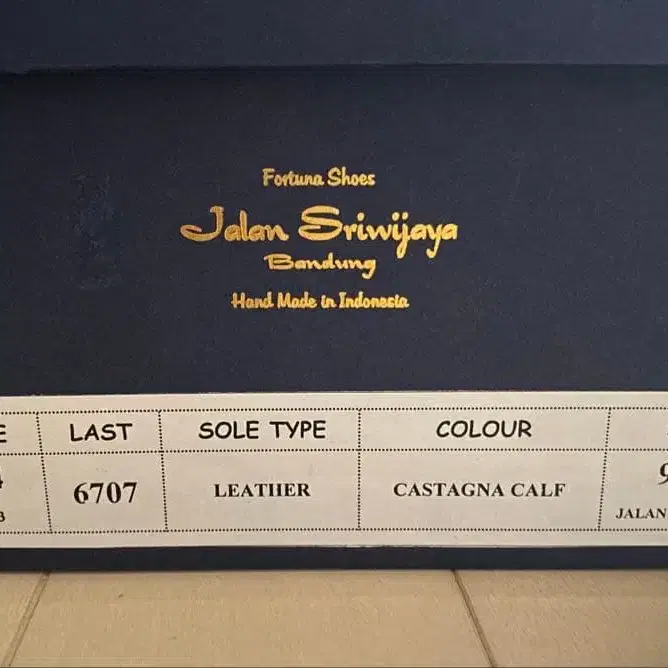 Fortuna Shoes
Jalan Sriwijaya
Bandung
Hand Made in Indonesia
LAST
SOLE TYPE
COLOUR
6707
LEATHER
CASTAGNA CALF
JALAN